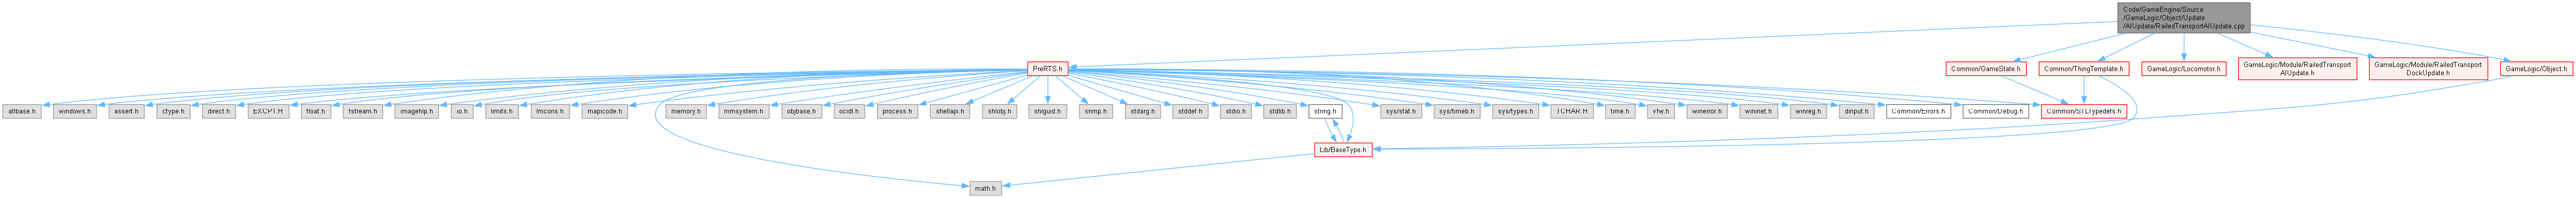 Code/GameEngine/Source
/GameLogic/Object/Update
/AIUpdate/RailedTransportAIUpdate.cpp
PreRTS.h
Common/GameState.h
Common/ThingTemplate.h
GameLogic/Locomotor.h
GameLogic/Module/RailedTransport
AIUpdate.h
GameLogic/Module/RailedTransport
DockUpdate.h
GameLogic/Object.h
atlbase.h
windows.h
assert.h
ctype.h
direct.h
EXCPT.H
float.h
fstream.h
imagehlp.h
io.h
limits.h
lmcons.h
mapicode.h
memory.h
mmsystem.h
objbase.h
ocidl.h
process.h
shellapi.h
shlobj.h
shlguid.h
snmp.h
stdarg.h
stddef.h
stdio.h
stdlib.h
string.h
sys/stat.h
sys/timeb.h
sys/types.h
TCHAR.H
time.h
vfw.h
winerror.h
wininet.h
winreg.h
dinput.h
Common/Errors.h
Common/Debug.h
Common/STLTypedefs.h
Lib/BaseType.h
math.h